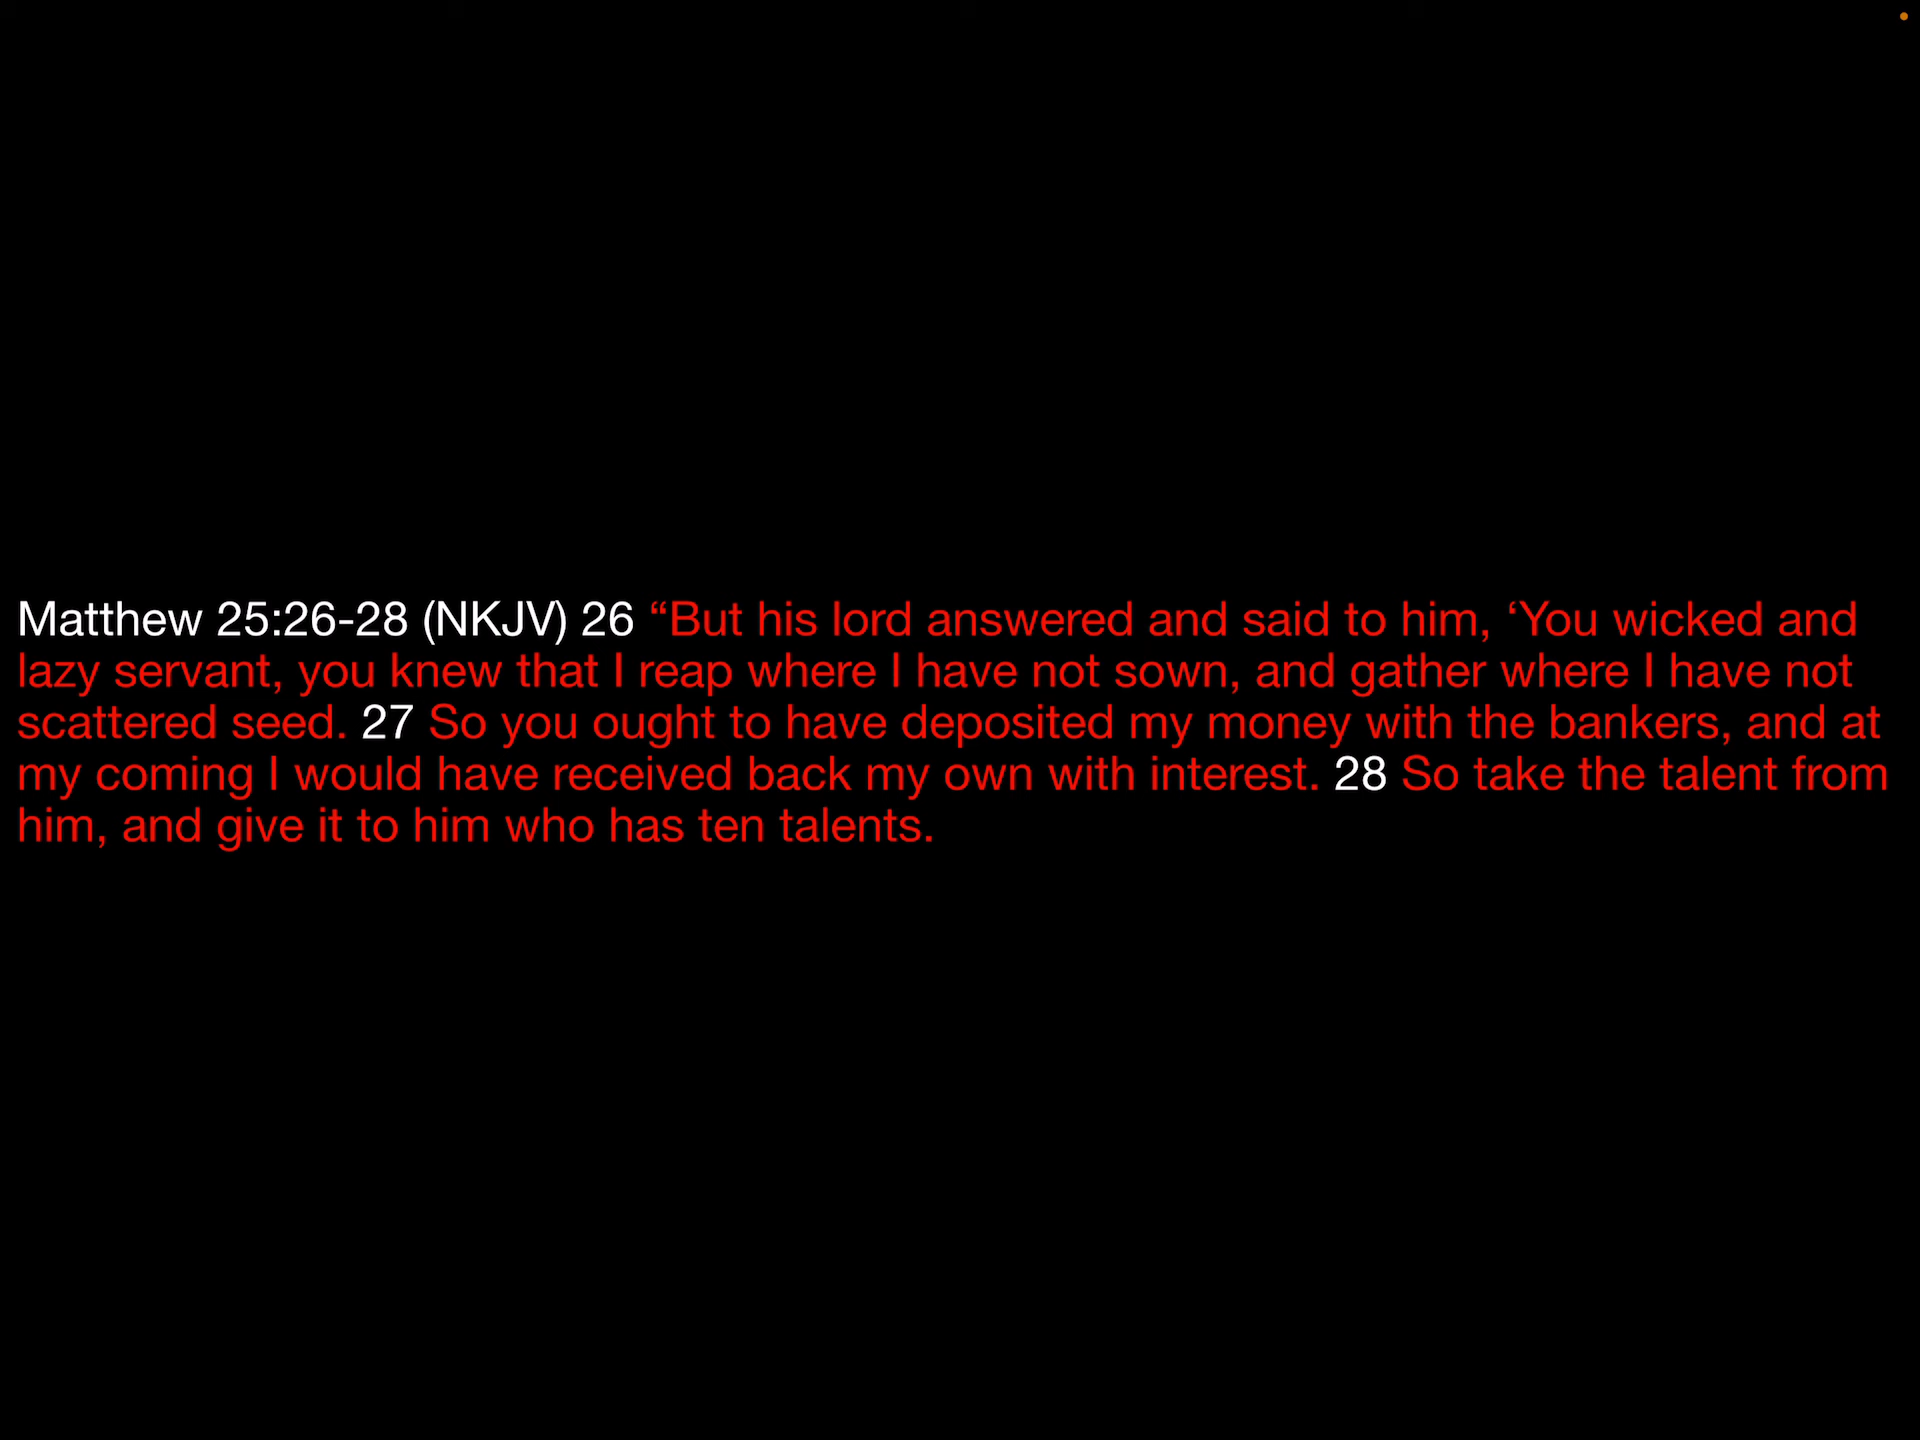 Matthew 25:26-28 (NKJV) 26 “But his lord answered and said to him, ‘You wicked and
lazy servant, you knew that I reap where I have not sown, and gather where I have not
scattered seed. 27 So you ought to have deposited my money with the bankers, and at
my coming I would have received back my own with interest. 28 So take the talent from
him, and give it to him who has ten talents.